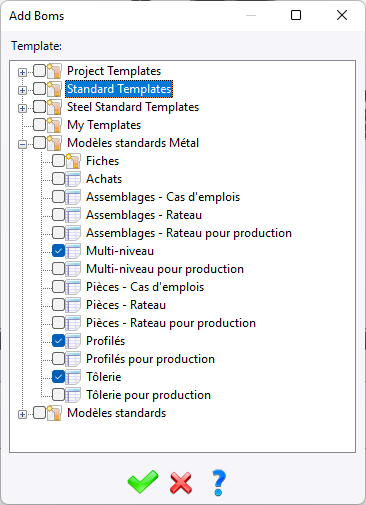 Add Boms
Template:
Project Templates
Standard Templates
Steel Standard Templates
My Templates
Modèles standards Métal
Fiches
Achats
Assemblages - Cas d'emplois
Assemblages - Rateau
Assemblages - Rateau pour production
Multi-niveau
Multi-niveau pour production
Pièces - Cas d'emplois
Pièces - Rateau
Pièces - Rateau pour production
Profilés
Profilés pour production
Tôlerie
Tôlerie pour production
Modèles standards